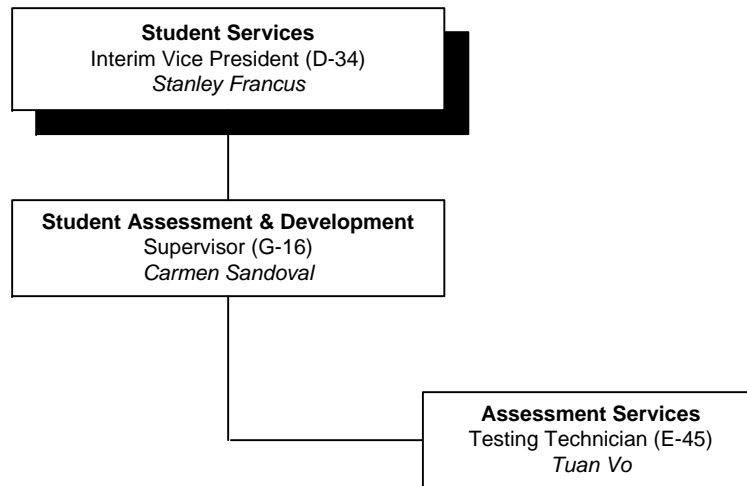 Student Services
Interim Vice President (D-34)
Stanley Francus
Student Assessment & Development
Supervisor (G-16)
Carmen Sandoval
Assessment Services
Testing Technician (E-45)
Tuan Vo